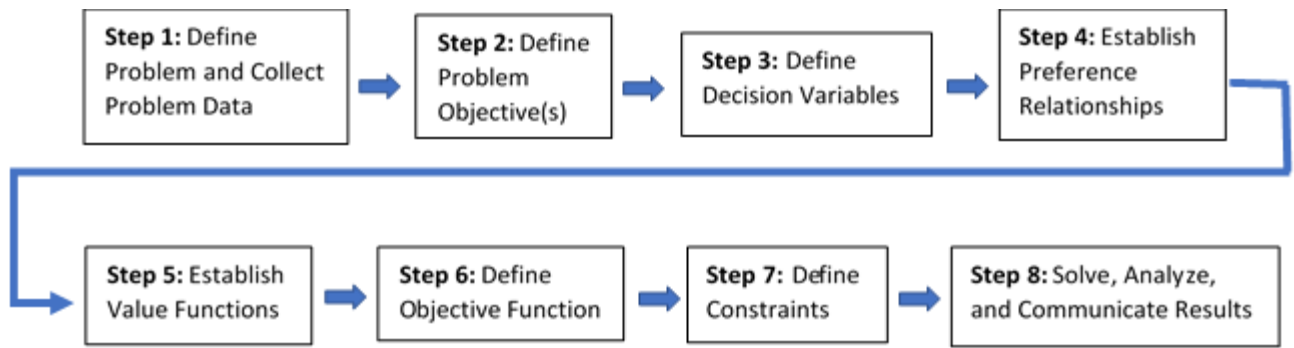 Step 1: Define
Problem and Collect
Problem Data
Step 2: Define
Problem
Objective(s)
Step 3: Define
Decision Variables
Step 4: Establish
Preference
Relationships
Step 5: Establish
Value Functions
Step 6: Define
Objective Function
Step 7: Define
Constraints
Step 8: Solve, Analyze,
and Communicate Results